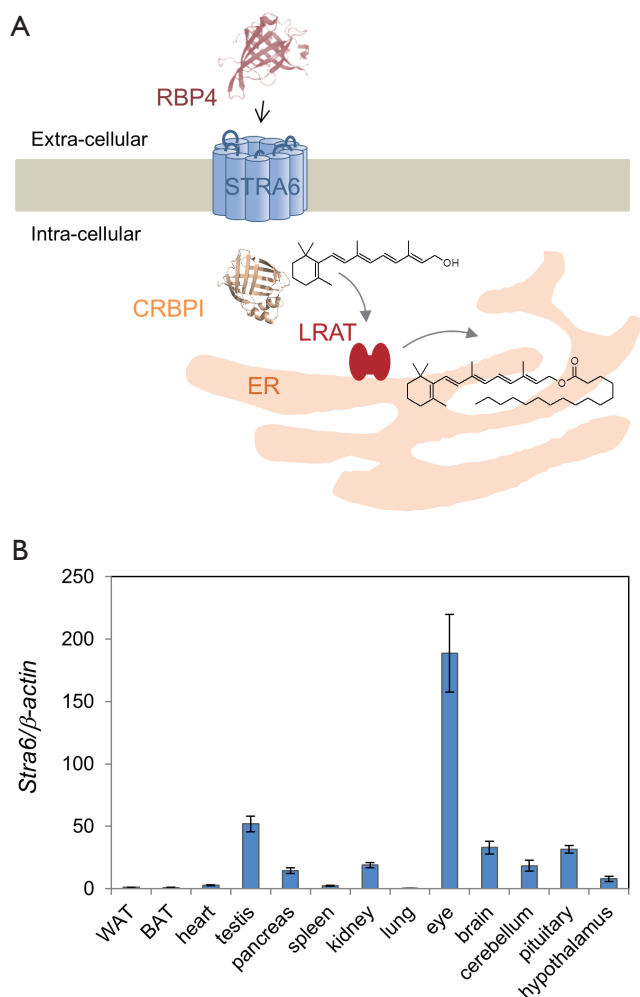 A
RBP4
Extra-cellular
STRA6
Intra-cellular
OH
CRBPI
LRAT
O
O
ER
B
250
200
150
100
50
0
Stra6/β-actin
WAT
BAT
heart
testis
pancreas
spleen
kidney
lung
eye
brain
cerebellum
pituitary
hypothalamus